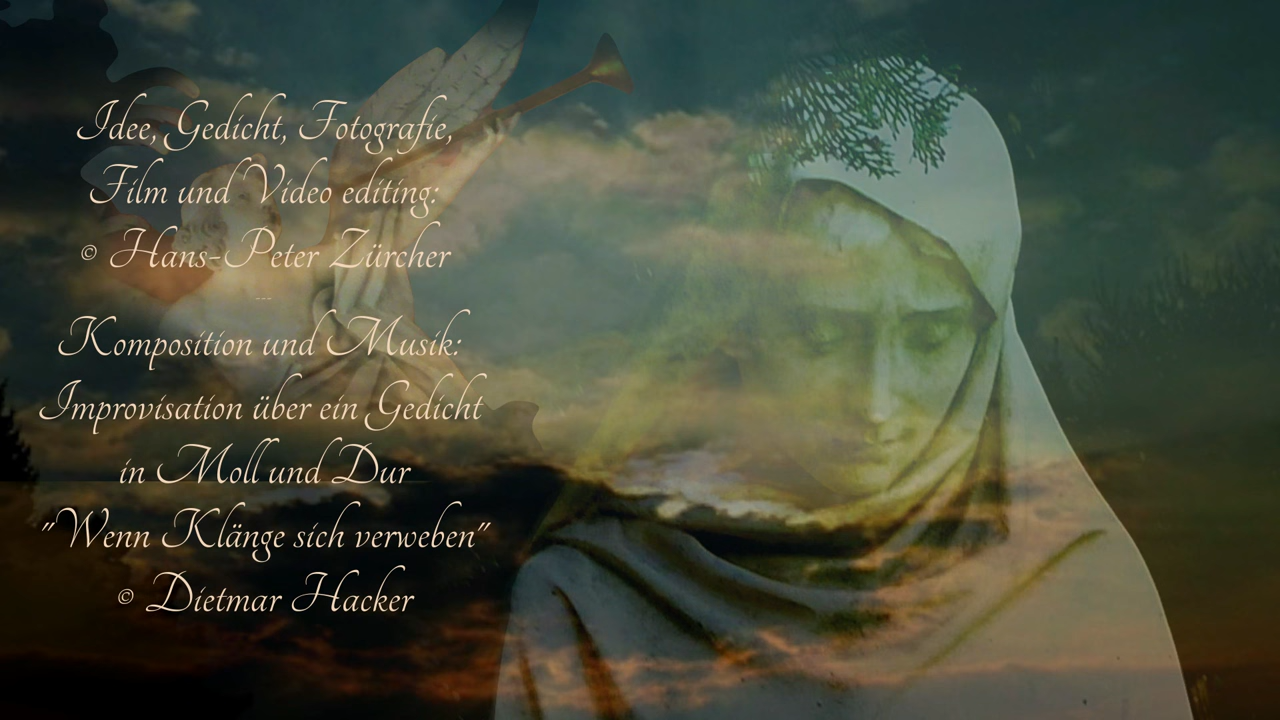 Idee, Gedicht, Fotografie,
Film und Video editing:
© Hans-Peter Zürcher
---
Komposition und Musik:
Improvisation über ein Gedicht
in Moll und Dur
"Wenn Klänge sich verweben"
© Dietmar Hacker